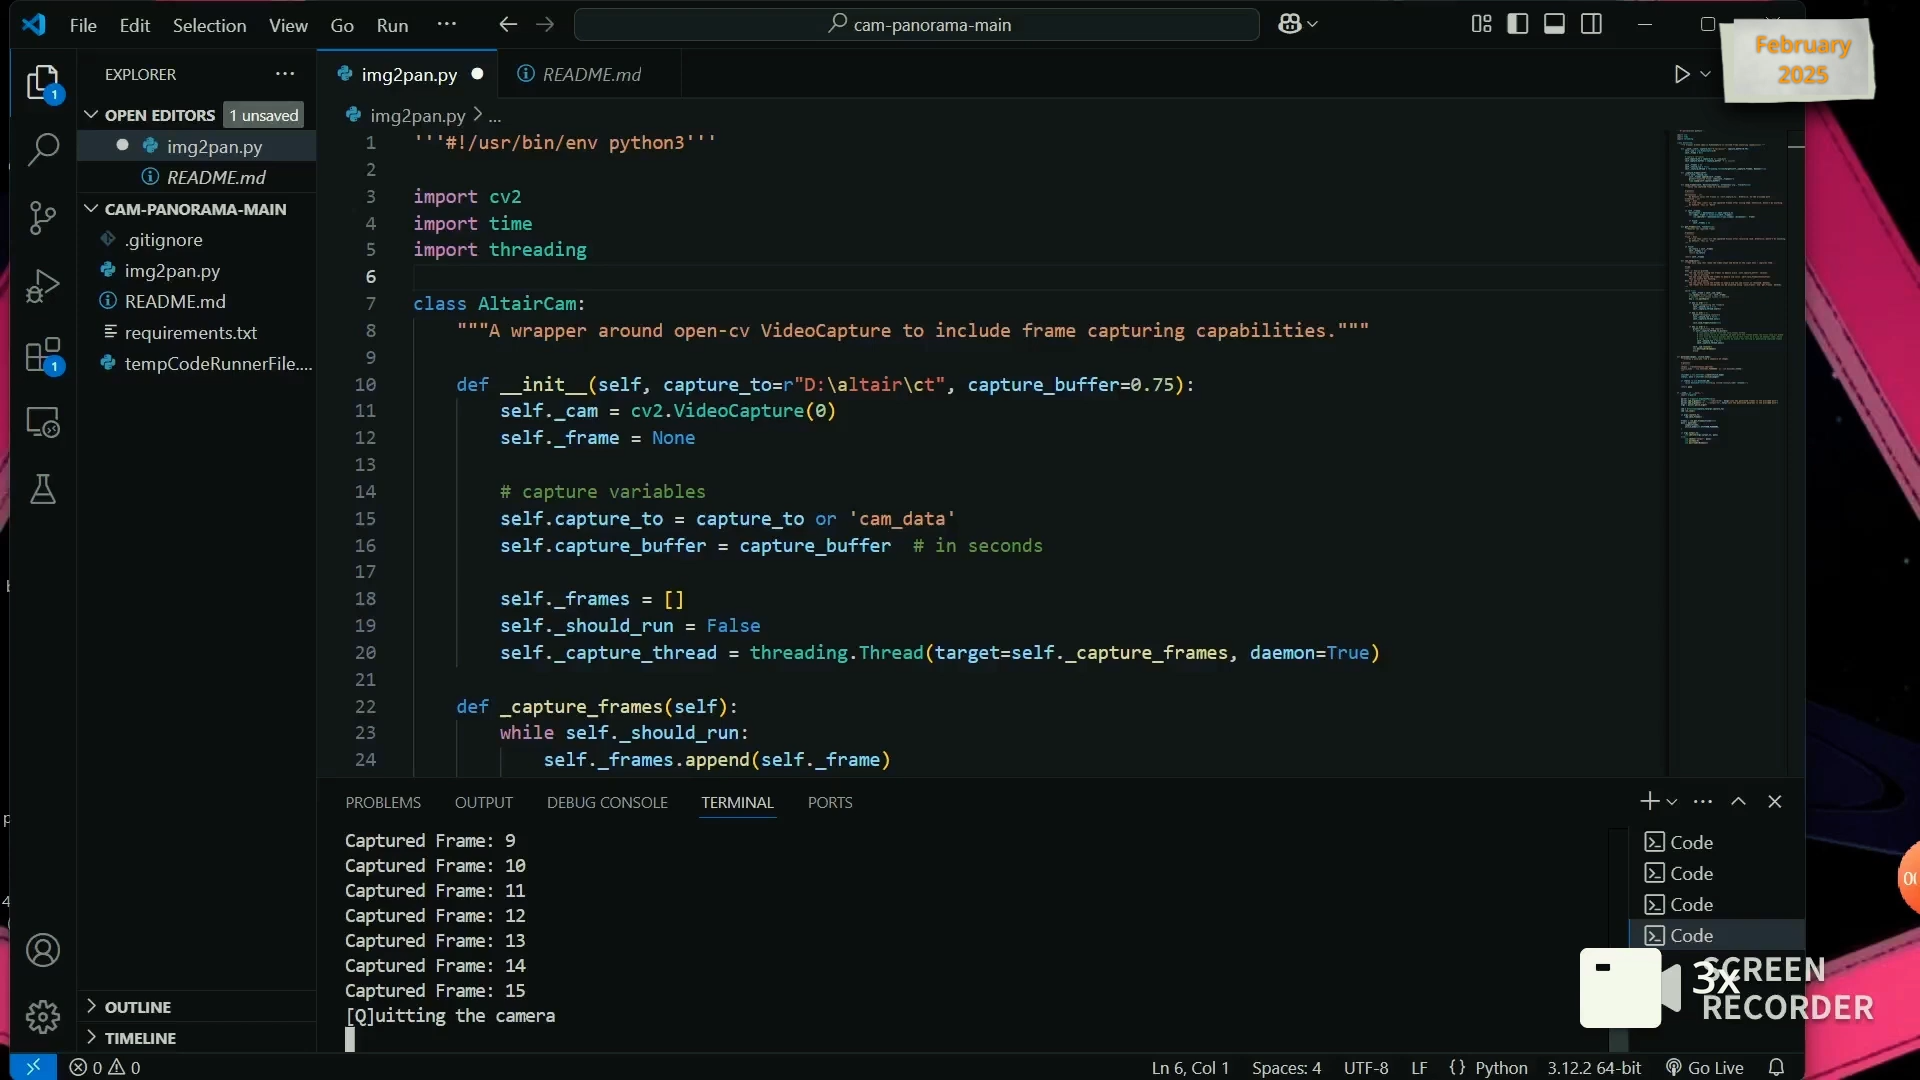 File Edit Selection View Go Run ··· cam-panorama-main
February
2025
EXPLORER ···
OPEN EDITORS 1 unsaved
img2pan.py
README.md
CAM-PANORAMA-MAIN
.gitignore
img2pan.py
README.md
requirements.txt
tempCodeRunnerFile....
OUTLINE
TIMELINE
1
1
img2pan.py README.md
img2pan.py > ...
1 '''#!/usr/bin/env python3'''
2
3 import cv2
4 import time
5 import threading
6
7 class AltairCam:
8 """A wrapper around open-cv VideoCapture to include frame capturing capabilities."""
9
10 def __init__(self, capture_to=r"D:\altair\ct", capture_buffer=0.75):
11 self._cam = cv2.VideoCapture(0)
12 self._frame = None
13
14 # capture variables
15 self.capture_to = capture_to or 'cam_data'
16 self.capture_buffer = capture_buffer # in seconds
17
18 self._frames = []
19 self._should_run = False
20 self._capture_thread = threading.Thread(target=self._capture_frames, daemon=True)
21
22 def _capture_frames(self):
23 while self._should_run:
24 self._frames.append(self._frame)
PROBLEMS OUTPUT DEBUG CONSOLE TERMINAL PORTS
Captured Frame: 9
Captured Frame: 10
Captured Frame: 11
Captured Frame: 12
Captured Frame: 13
Captured Frame: 14
Captured Frame: 15
[Q]uitting the camera
Code
Code
Code
Code
3x
SCREEN
RECORDER
0 0 Ln 6, Col 1 Spaces: 4 UTF-8 LF {} Python 3.12.2 64-bit Go Live